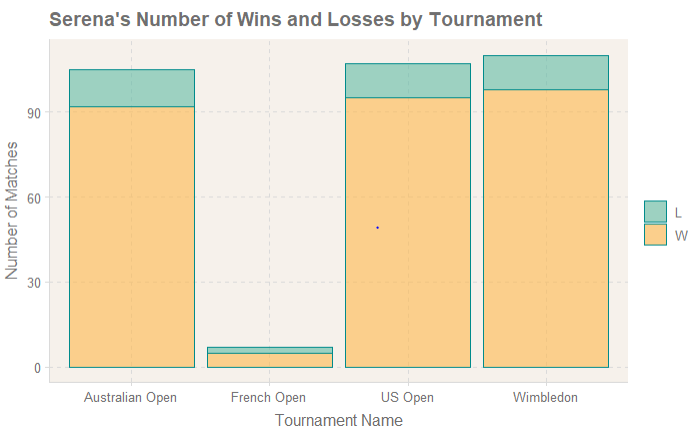 Serena's Number of Wins and Losses by Tournament
Number of Matches
90
60
30
0
Australian Open
French Open
US Open
Wimbledon
Tournament Name
L
W